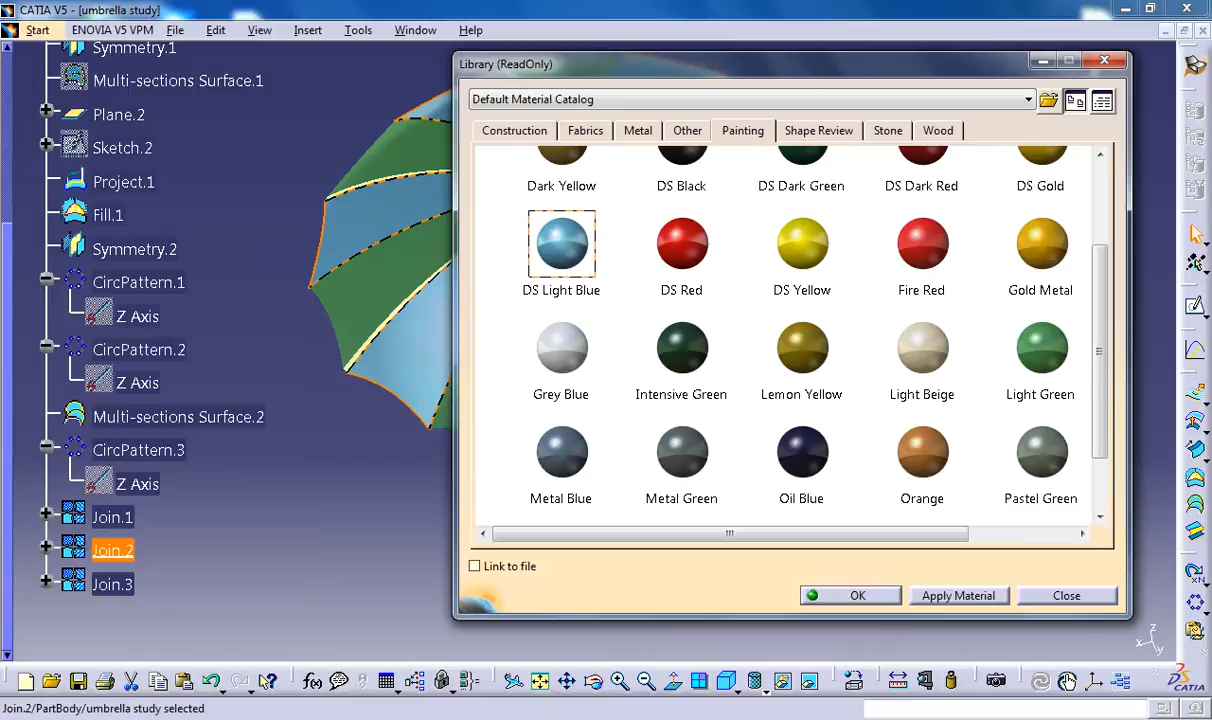 CATIA V5 - [umbrella study]
Start ENOVIA V5 VPM File Edit View Insert Tools Window Help
Symmetry.1
Multi-sections Surface.1
Plane.2
Sketch.2
Project.1
Fill.1
Symmetry.2
CircPattern.1
Z Axis
CircPattern.2
Z Axis
Multi-sections Surface.2
CircPattern.3
Z Axis
Join.1
Join.2
Join.3
Library (ReadOnly)
Default Material Catalog
Construction Fabrics Metal Other Painting Shape Review Stone Wood
Dark Yellow DS Black DS Dark Green DS Dark Red DS Gold
DS Light Blue DS Red DS Yellow Fire Red Gold Metal
Grey Blue Intensive Green Lemon Yellow Light Beige Light Green
Metal Blue Metal Green Oil Blue Orange Pastel Green
Link to file
OK Apply Material Close
z
x
y
f(x)
CATIA
Join.2/PartBody/umbrella study selected